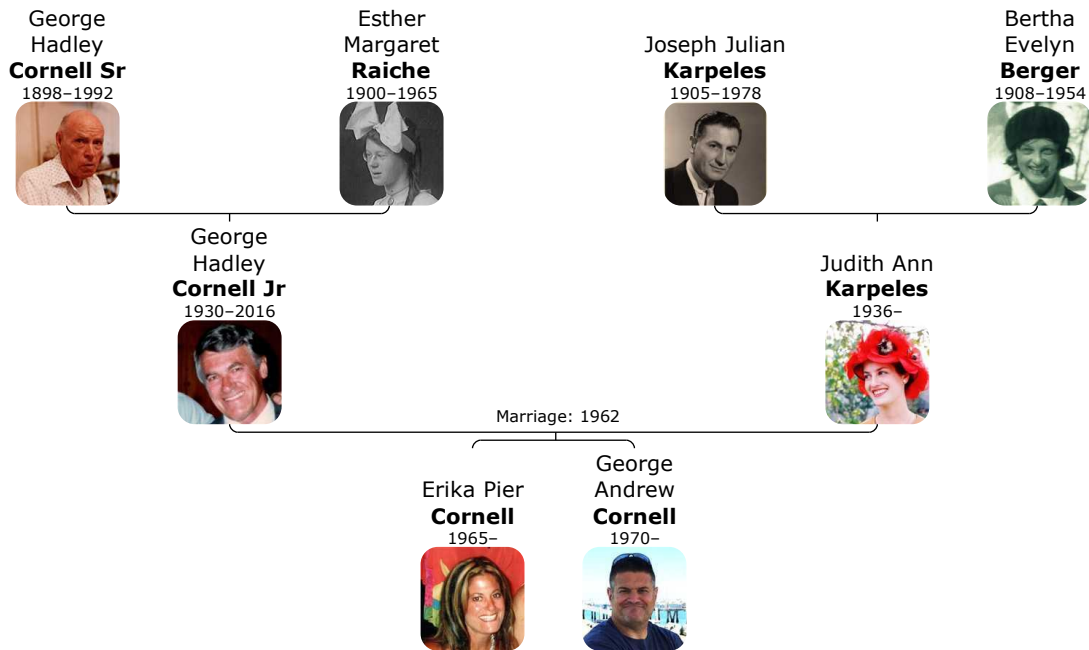 George
Hadley
Cornell Sr
1898–1992
Esther
Margaret
Raiche
1900–1965
Joseph Julian
Karpeles
1905–1978
Bertha
Evelyn
Berger
1908–1954
George
Hadley
Cornell Jr
1930–2016
Judith Ann
Karpeles
1936–
Marriage: 1962
Erika Pier
Cornell
1965–
George
Andrew
Cornell
1970–